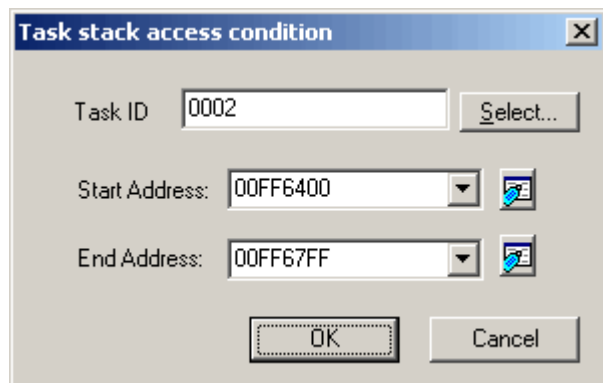 Task stack access condition
Task ID 0002 Select...
Start Address: 00FF6400
End Address: 00FF67FF
OK Cancel